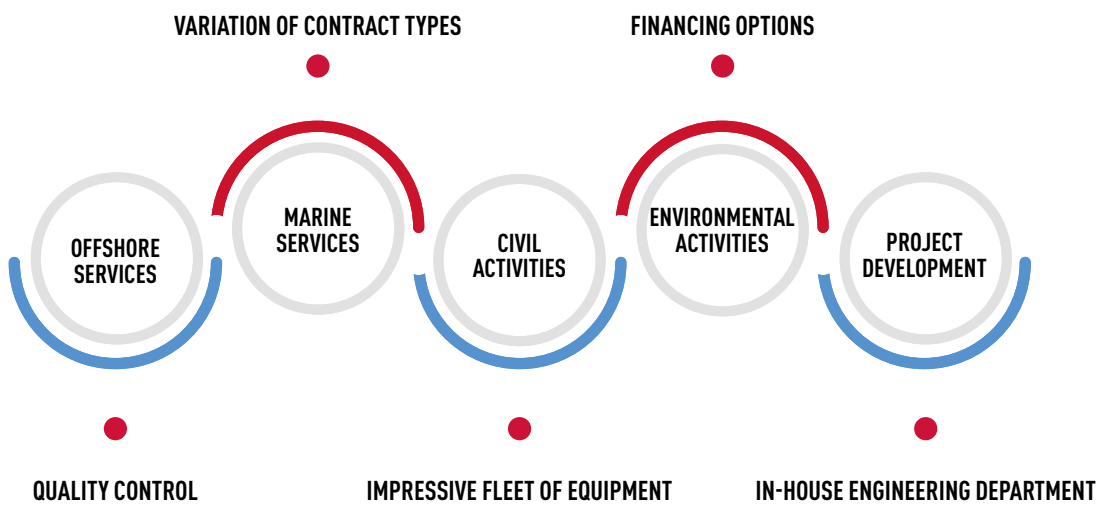 VARIATION OF CONTRACT TYPES
FINANCING OPTIONS
OFFSHORE
SERVICES
MARINE
SERVICES
CIVIL
ACTIVITIES
ENVIRONMENTAL
ACTIVITIES
PROJECT
DEVELOPMENT
QUALITY CONTROL
IMPRESSIVE FLEET OF EQUIPMENT
IN-HOUSE ENGINEERING DEPARTMENT